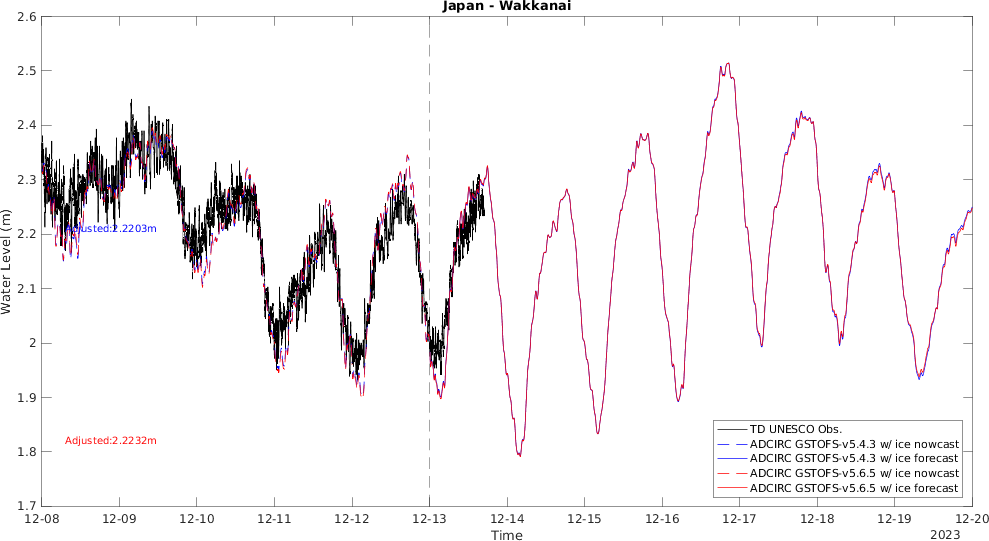 Japan - Wakkanai
2.6
2.5
2.4
2.3
2.2
2.1
2
1.9
1.8
1.7
Water Level (m)
Adjusted:2.2203m
Adjusted:2.2232m
TD UNESCO Obs.
ADCIRC GSTOFS-v5.4.3 w/ ice nowcast
ADCIRC GSTOFS-v5.4.3 w/ ice forecast
ADCIRC GSTOFS-v5.6.5 w/ ice nowcast
ADCIRC GSTOFS-v5.6.5 w/ ice forecast
12-08 12-09 12-10 12-11 12-12 12-13 12-14 12-15 12-16 12-17 12-18 12-19 12-20
Time
2023